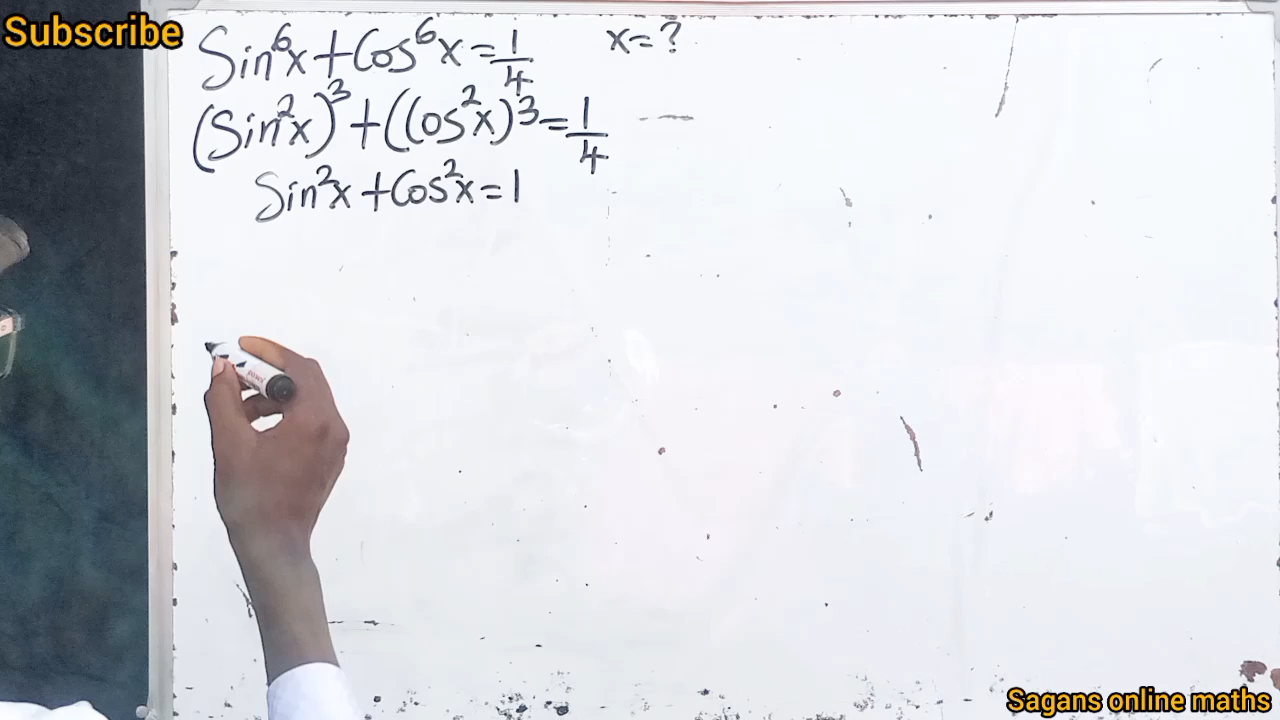 Subscribe
Sin⁶x + Cos⁶x = 1/4 x = ?
(Sin²x)³ + (Cos²x)³ = 1/4
Sin²x + Cos²x = 1
Sagans online maths